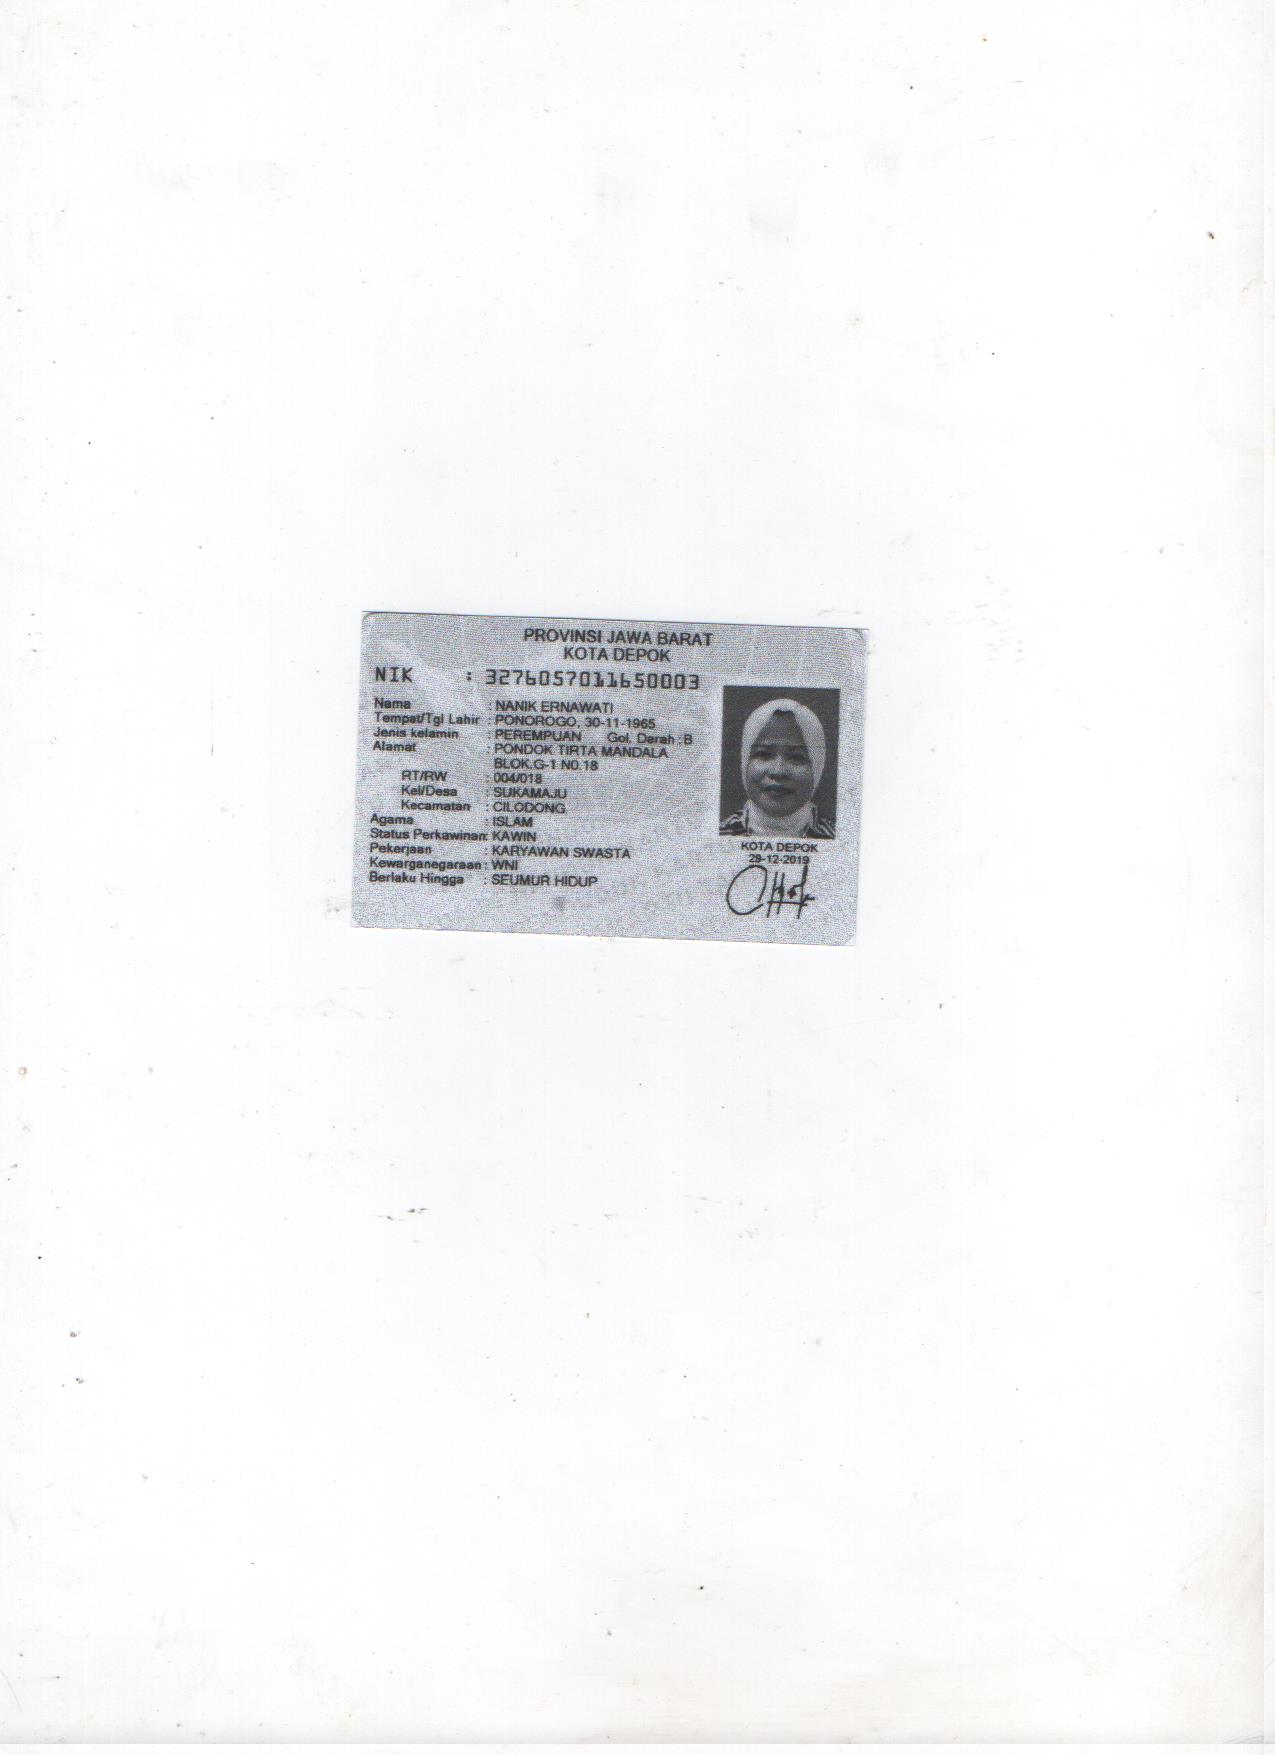 PROVINSI JAWA BARAT
KOTA DEPOK
NIK : 3276057011650003
Nama : NANIK ERNAWATI
Tempat/Tgl Lahir : PONOROGO, 30-11-1965
Jenis kelamin : PEREMPUAN Gol. Darah : B
Alamat : PONDOK TIRTA MANDALA
BLOK.G-1 NO.18
RT/RW : 004/018
Kel/Desa : SUKAMAJU
Kecamatan : CILODONG
Agama : ISLAM
Status Perkawinan: KAWIN
Pekerjaan : KARYAWAN SWASTA
Kewarganegaraan : WNI
Berlaku Hingga : SEUMUR HIDUP
KOTA DEPOK
29-12-2019